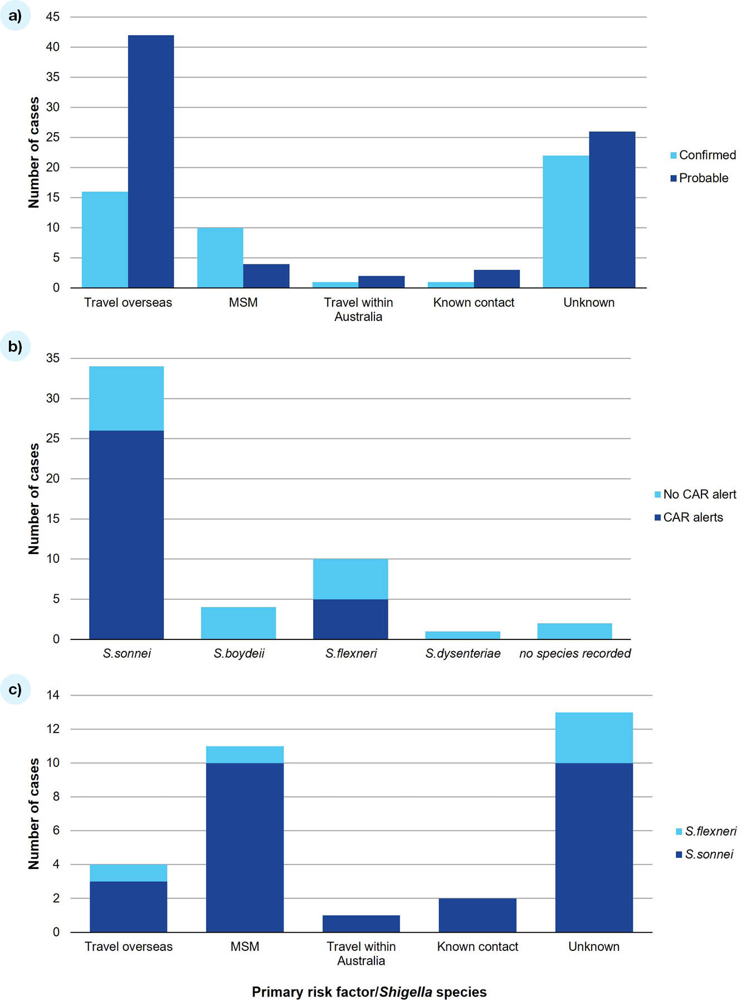 a)
45
40
35
30
25
20
15
10
5
0
Number of cases
Travel overseas
MSM
Travel within
Australia
Known contact
Unknown
Confirmed
Probable
b)
35
30
25
20
15
10
5
0
Number of cases
S.sonnei
S.boydeii
S.flexneri
S.dysenteriae
no species recorded
No CAR alert
CAR alerts
c)
14
12
10
8
6
4
2
0
Number of cases
Travel overseas
MSM
Travel within
Australia
Known contact
Unknown
S.flexneri
S.sonnei
Primary risk factor/Shigella species